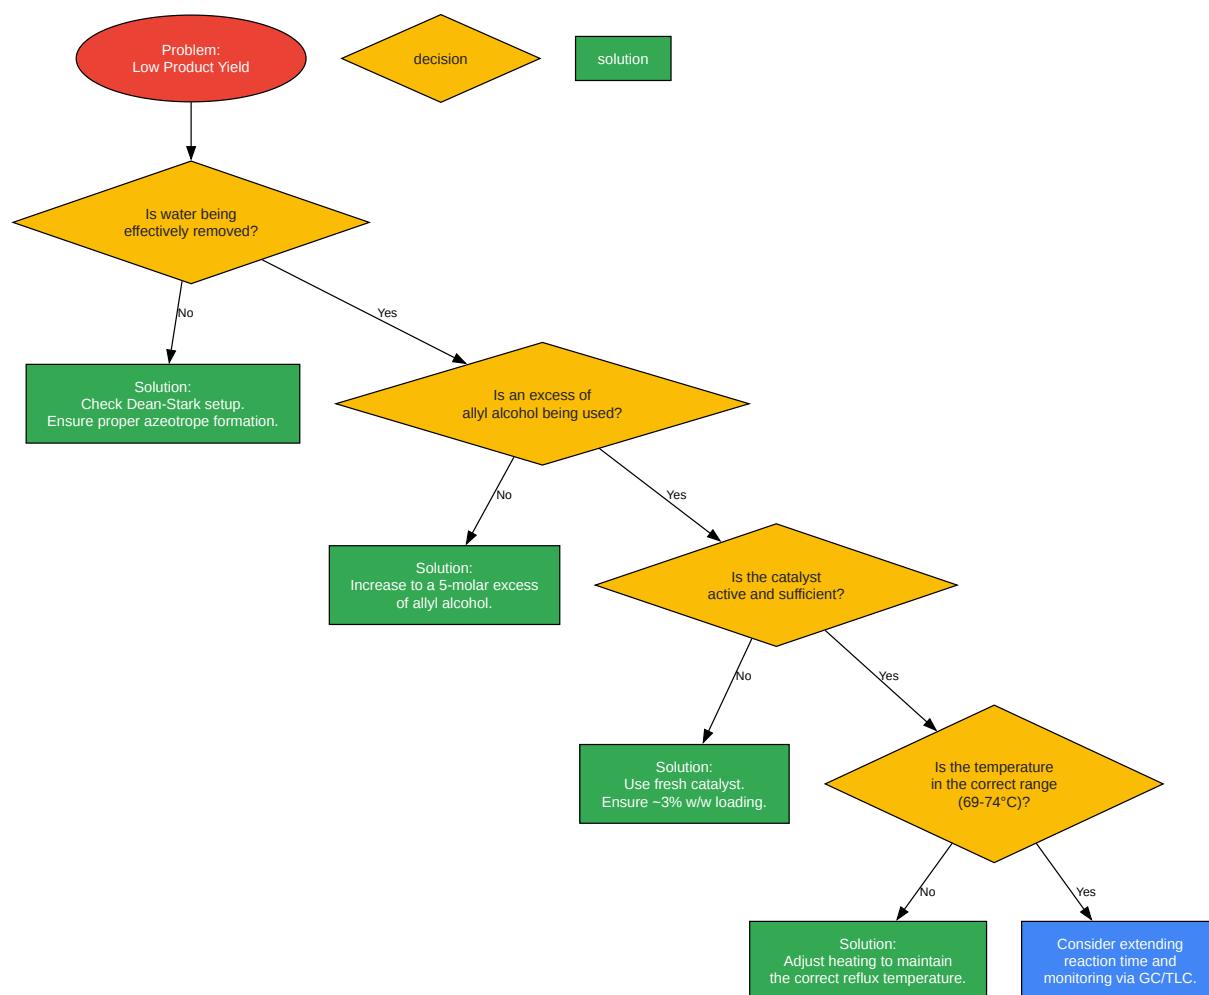 Problem:
Low Product Yield
decision
solution
Is water being
effectively removed?
No
Yes
Solution:
Check Dean-Stark setup.
Ensure proper azeotrope formation.
Is an excess of
allyl alcohol being used?
No
Yes
Solution:
Increase to a 5-molar excess
of allyl alcohol.
Is the catalyst
active and sufficient?
No
Yes
Solution:
Use fresh catalyst.
Ensure ~3% w/w loading.
Is the temperature
in the correct range
(69-74°C)?
No
Yes
Solution:
Adjust heating to maintain
the correct reflux temperature.
Consider extending
reaction time and
monitoring via GC/TLC.